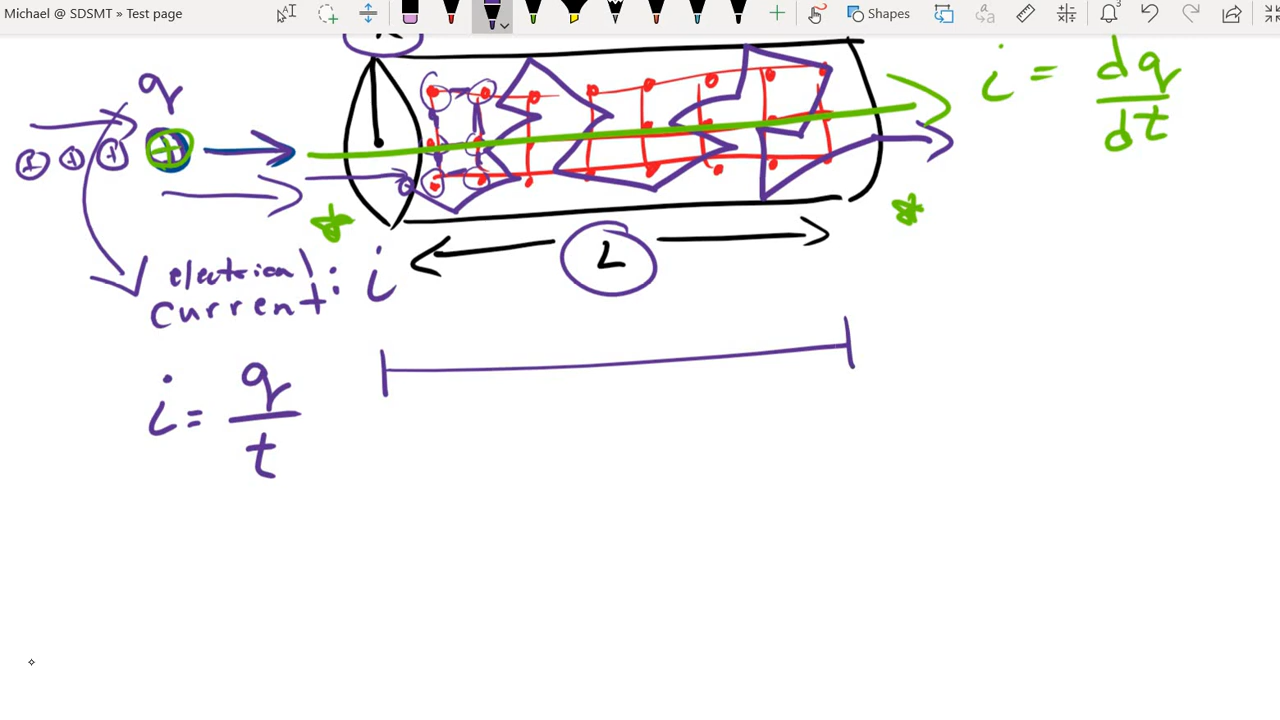 Michael @ SDSMT » Test page
Shapes
q
i = dq
dt
+ + + +
L
electrical
current : i
i = q
t